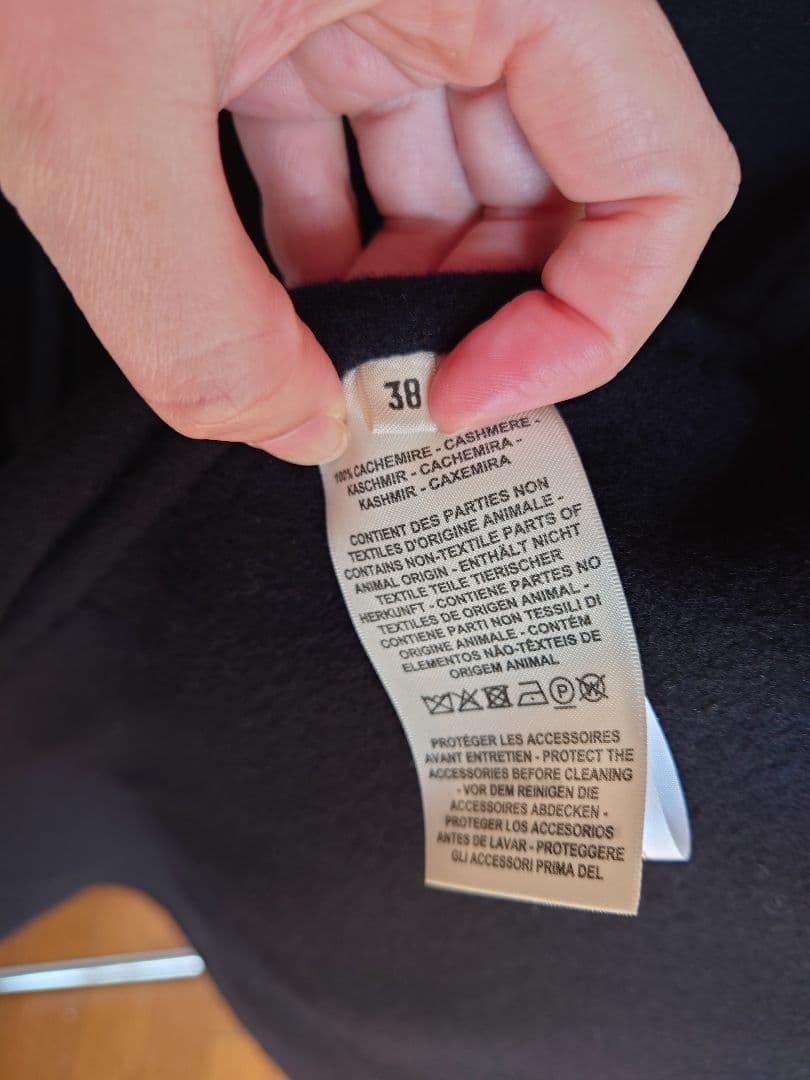 38
100% CACHEMIRE - CASHMERE -
KASCHMIR - CACHEMIRA -
KASHMIR - CAXEMIRA
CONTIENT DES PARTIES NON
TEXTILES D'ORIGINE ANIMALE -
CONTAINS NON-TEXTILE PARTS OF
ANIMAL ORIGIN - ENTHÄLT NICHT
TEXTILE TEILE TIERISCHER
HERKUNFT - CONTIENE PARTES NO
TEXTILES DE ORIGEN ANIMAL -
CONTIENE PARTI NON TESSILI DI
ORIGINE ANIMALE - CONTÉM
ELEMENTOS NÃO-TÊXTEIS DE
ORIGEM ANIMAL
P W
PROTÉGER LES ACCESSOIRES
AVANT ENTRETIEN - PROTECT THE
ACCESSORIES BEFORE CLEANING
- VOR DEM REINIGEN DIE
ACCESSOIRES ABDECKEN -
PROTEGER LOS ACCESORIOS
ANTES DE LAVAR - PROTEGGERE
GLI ACCESSORI PRIMA DEL